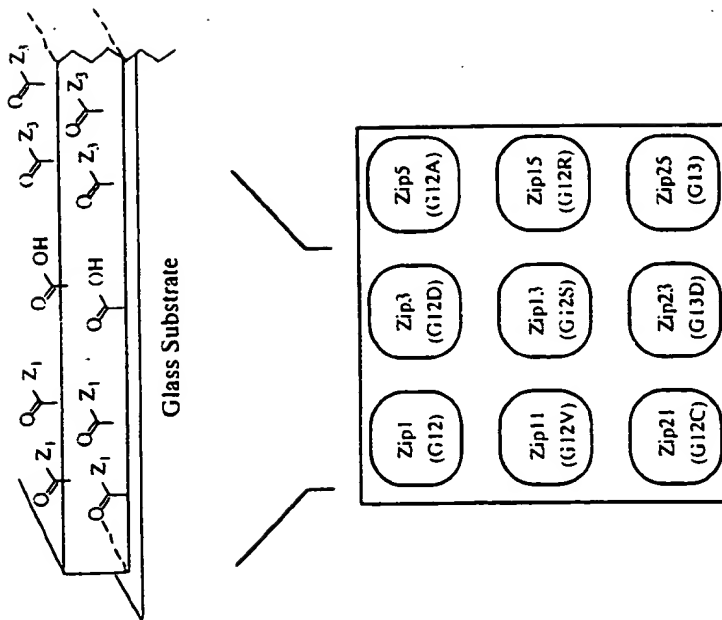 O Z1 O Z1 O OH O Z3 O Z3
O Z1 O Z1 O OH O Z3 O Z3
Glass Substrate
Zip1 Zip3 Zip5
(G12) (G12D) (G12A)
Zip11 Zip13 Zip15
(G12V) (G12S) (G12R)
Zip21 Zip23 Zip25
(G12C) (G13D) (G13)